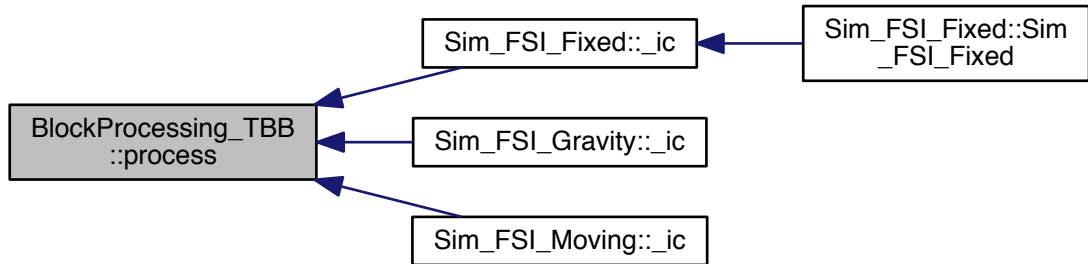 BlockProcessing_TBB
::process
Sim_FSI_Fixed::_ic
Sim_FSI_Fixed::Sim
_FSI_Fixed
Sim_FSI_Gravity::_ic
Sim_FSI_Moving::_ic